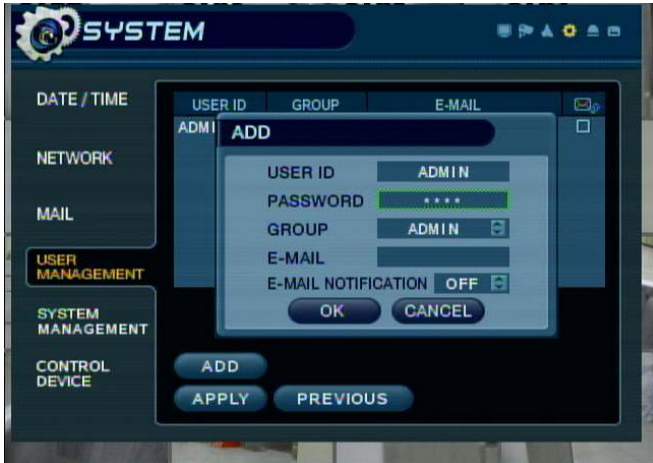 SYSTEM
DATE / TIME
NETWORK
MAIL
USER
MANAGEMENT
SYSTEM
MANAGEMENT
CONTROL
DEVICE
USER ID GROUP E-MAIL
ADMI
ADD
USER ID ADMIN
PASSWORD ****
GROUP ADMIN
E-MAIL
E-MAIL NOTIFICATION OFF
OK CANCEL
ADD
APPLY PREVIOUS